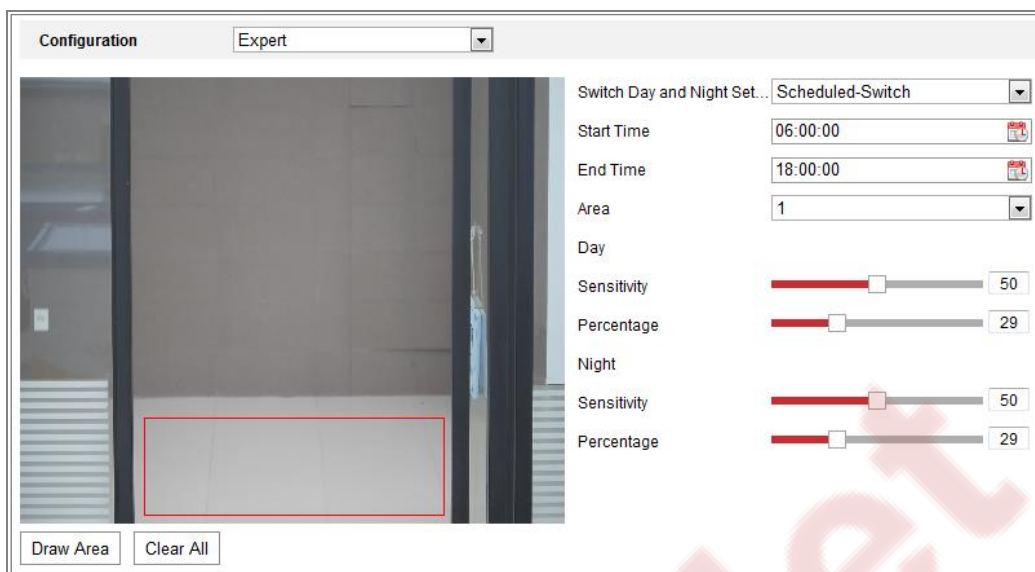 Configuration Expert
Switch Day and Night Set... Scheduled-Switch
Start Time 06:00:00
End Time 18:00:00
Area 1
Day
Sensitivity 50
Percentage 29
Night
Sensitivity 50
Percentage 29
Draw Area Clear All